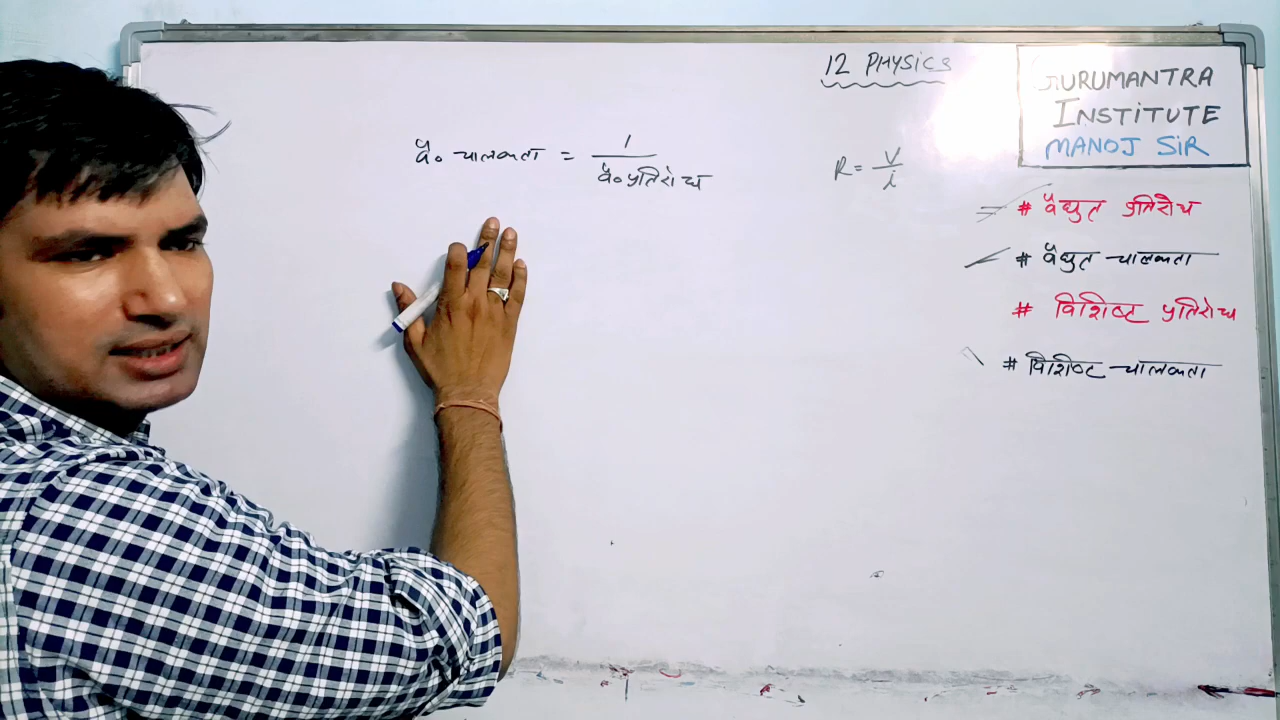 12 PHYSICS
GURUMANTRA
INSTITUTE
MANOJ SIR
वै० चालकता = 1 / वै० प्रतिरोध
R = V / i
# वैद्युत प्रतिरोध
# वैद्युत चालकता
# विशिष्ट प्रतिरोध
# विशिष्ट चालकता